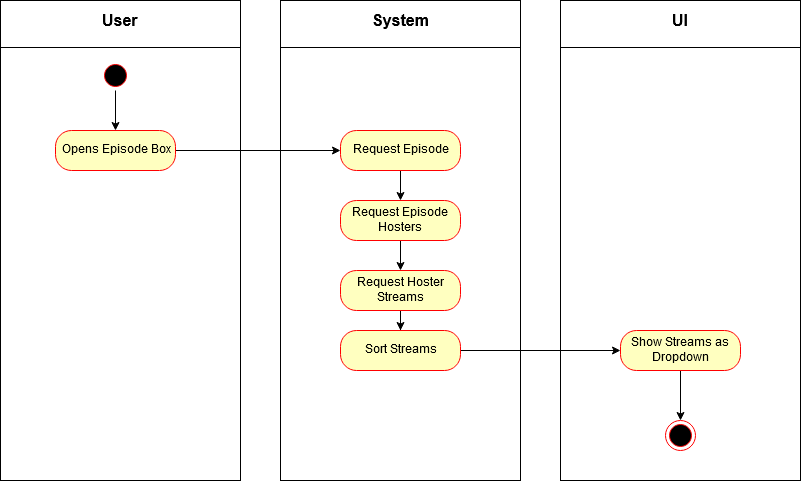 User
System
UI
Opens Episode Box
Request Episode
Request Episode
Hosters
Request Hoster
Streams
Sort Streams
Show Streams as
Dropdown